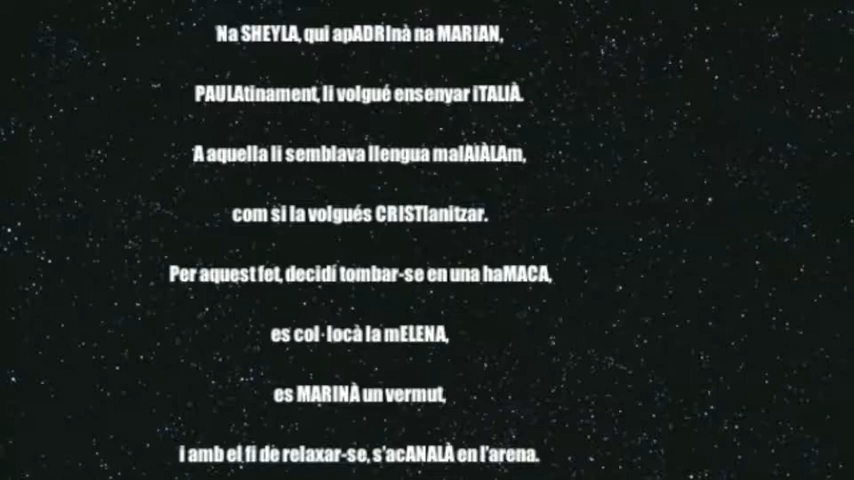 Na SHEYLA, qui apADRInà na MARIAN,
PAULAtinament, li volgué ensenyar ITALIÀ.
A aquella li semblava llengua malAIÀLAm,
com si la volgués CRISTIanitzar.
Per aquest fet, decidí tombar-se en una haMACA,
es col·locà la mELENA,
es MARINÀ un vermut,
i amb el fi de relaxar-se, s'acANALÀ en l'arena.